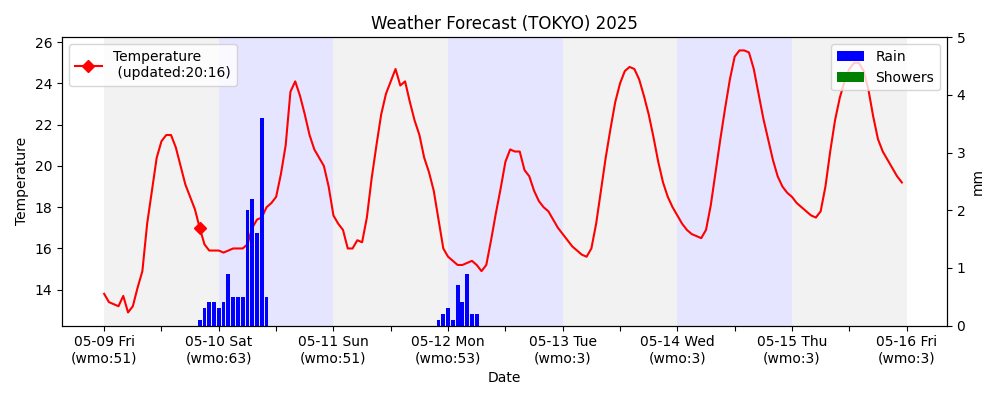 Weather Forecast (TOKYO) 2025
Temperature
(updated:20:16)
Rain
Showers
26
24
22
20
18
16
14
Temperature
5
4
3
2
1
0
mm
05-09 Fri
(wmo:51)
05-10 Sat
(wmo:63)
05-11 Sun
(wmo:51)
05-12 Mon
(wmo:53)
05-13 Tue
(wmo:3)
05-14 Wed
(wmo:3)
05-15 Thu
(wmo:3)
05-16 Fri
(wmo:3)
Date